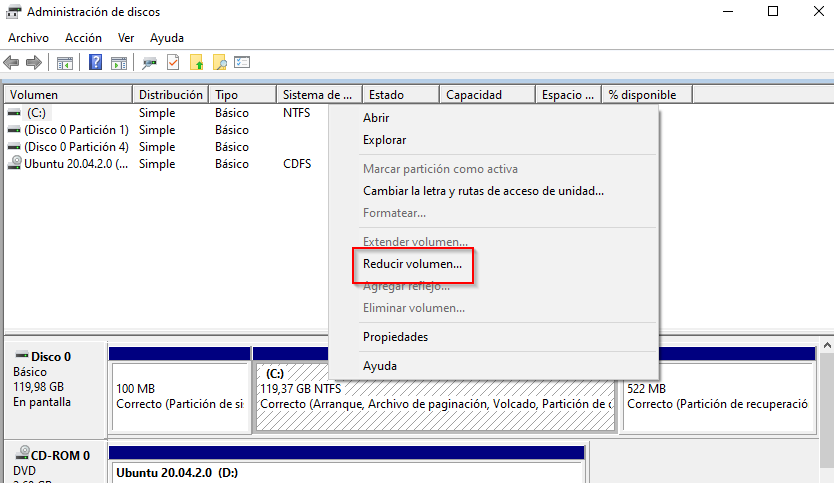 Administración de discos
Archivo Acción Ver Ayuda
Volumen Distribución Tipo Sistema de ... Estado Capacidad Espacio ... % disponible
(C:) Simple Básico NTFS
(Disco 0 Partición 1) Simple Básico
(Disco 0 Partición 4) Simple Básico
Ubuntu 20.04.2.0 (... Simple Básico CDFS
Abrir
Explorar
Marcar partición como activa
Cambiar la letra y rutas de acceso de unidad...
Formatear...
Extender volumen...
Reducir volumen...
Agregar reflejo...
Eliminar volumen...
Propiedades
Ayuda
Disco 0
Básico
119,98 GB
En pantalla
100 MB
Correcto (Partición de si
(C:)
119,37 GB NTFS
Correcto (Arranque, Archivo de paginación, Volcado, Partición de c
522 MB
Correcto (Partición de recuperació
CD-ROM 0
DVD
Ubuntu 20.04.2.0 (D:)